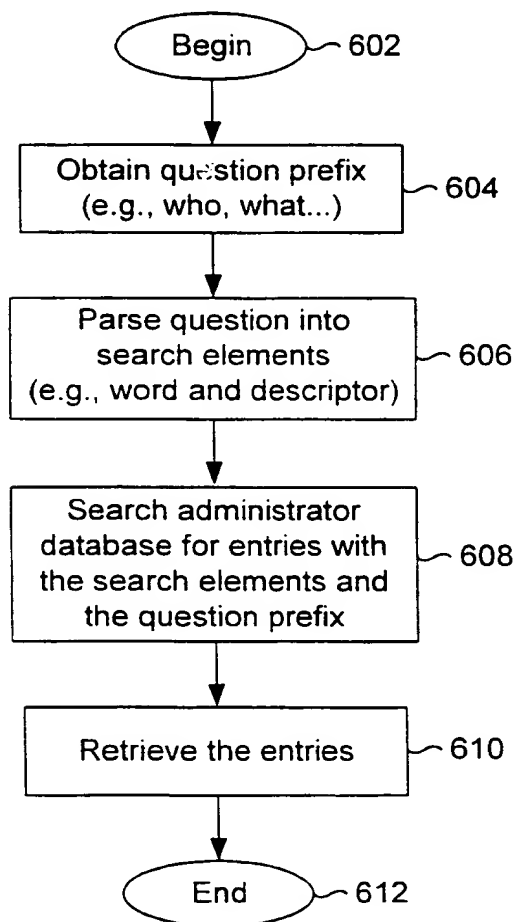 Begin
602
Obtain question prefix
(e.g., who, what...)
604
Parse question into
search elements
(e.g., word and descriptor)
606
Search administrator
database for entries with
the search elements and
the question prefix
608
Retrieve the entries
610
End
612